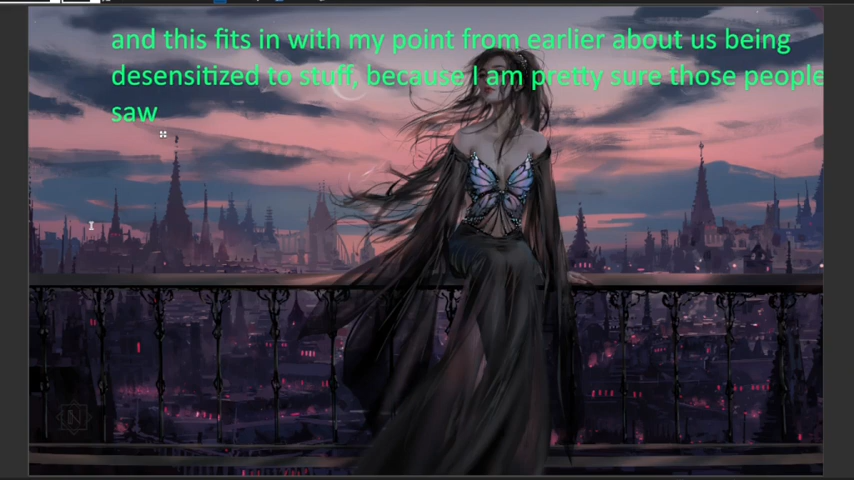 and this fits in with my point from earlier about us being
desensitized to stuff, because I am pretty sure those people
saw